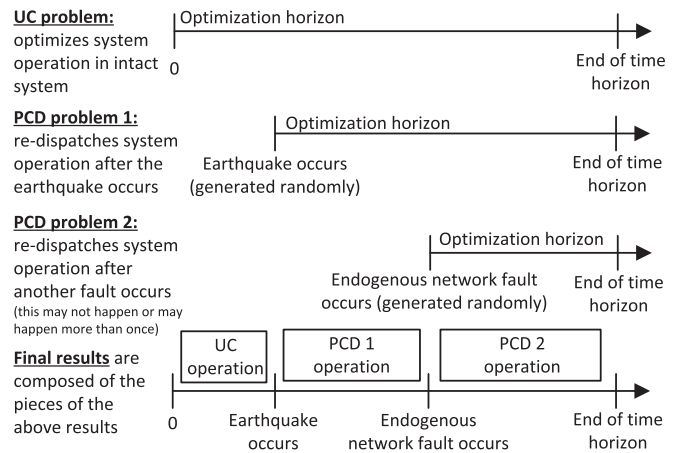 UC problem:
optimizes system
operation in intact
system
Optimization horizon
0
End of time
horizon
PCD problem 1:
re-dispatches system
operation after the
earthquake occurs
Optimization horizon
Earthquake occurs
(generated randomly)
End of time
horizon
PCD problem 2:
re-dispatches system
operation after
another fault occurs
(this may not happen or may
happen more than once)
Optimization horizon
Endogenous network fault
occurs (generated randomly)
End of time
horizon
Final results are
composed of the
pieces of the
above results
UC
operation
PCD 1
operation
PCD 2
operation
0
Earthquake
occurs
Endogenous
network fault occurs
End of time
horizon